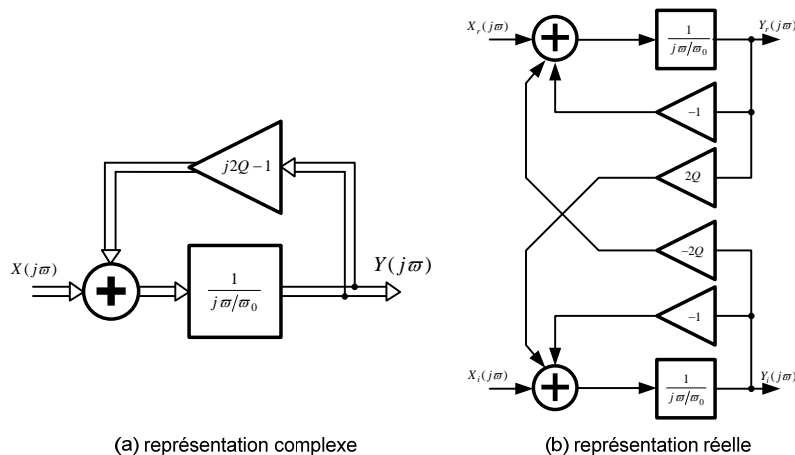 j2Q−1
X(jϖ)
+
1
jϖ/ϖ0
Y(jϖ)
(a) représentation complexe
Xr(jϖ)
+
1
jϖ/ϖ0
Yr(jϖ)
−1
2Q
−2Q
−1
Xi(jϖ)
+
1
jϖ/ϖ0
Yi(jϖ)
(b) représentation réelle